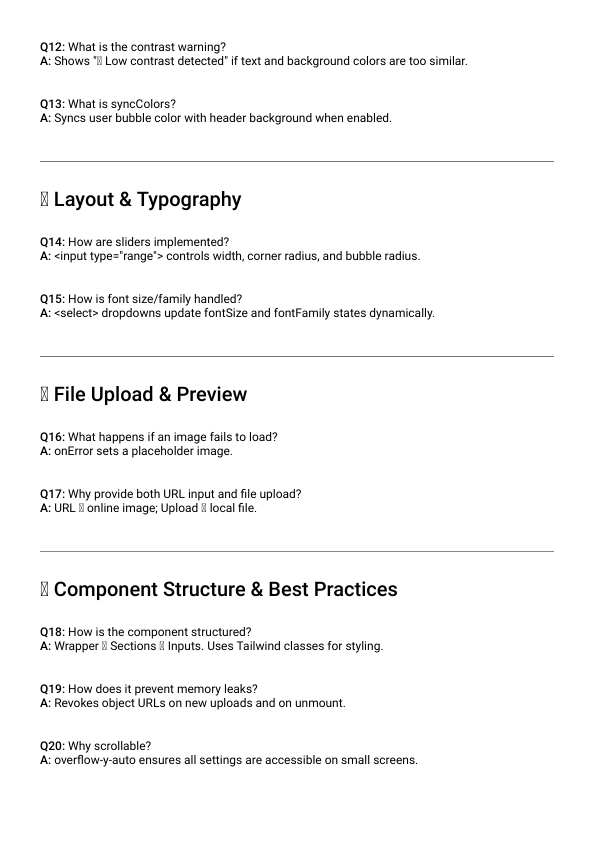 Q12: What is the contrast warning?
A: Shows "▯ Low contrast detected" if text and background colors are too similar.
Q13: What is syncColors?
A: Syncs user bubble color with header background when enabled.
▯ Layout & Typography
Q14: How are sliders implemented?
A: <input type="range"> controls width, corner radius, and bubble radius.
Q15: How is font size/family handled?
A: <select> dropdowns update fontSize and fontFamily states dynamically.
▯ File Upload & Preview
Q16: What happens if an image fails to load?
A: onError sets a placeholder image.
Q17: Why provide both URL input and file upload?
A: URL ▯ online image; Upload ▯ local file.
▯ Component Structure & Best Practices
Q18: How is the component structured?
A: Wrapper ▯ Sections ▯ Inputs. Uses Tailwind classes for styling.
Q19: How does it prevent memory leaks?
A: Revokes object URLs on new uploads and on unmount.
Q20: Why scrollable?
A: overflow-y-auto ensures all settings are accessible on small screens.